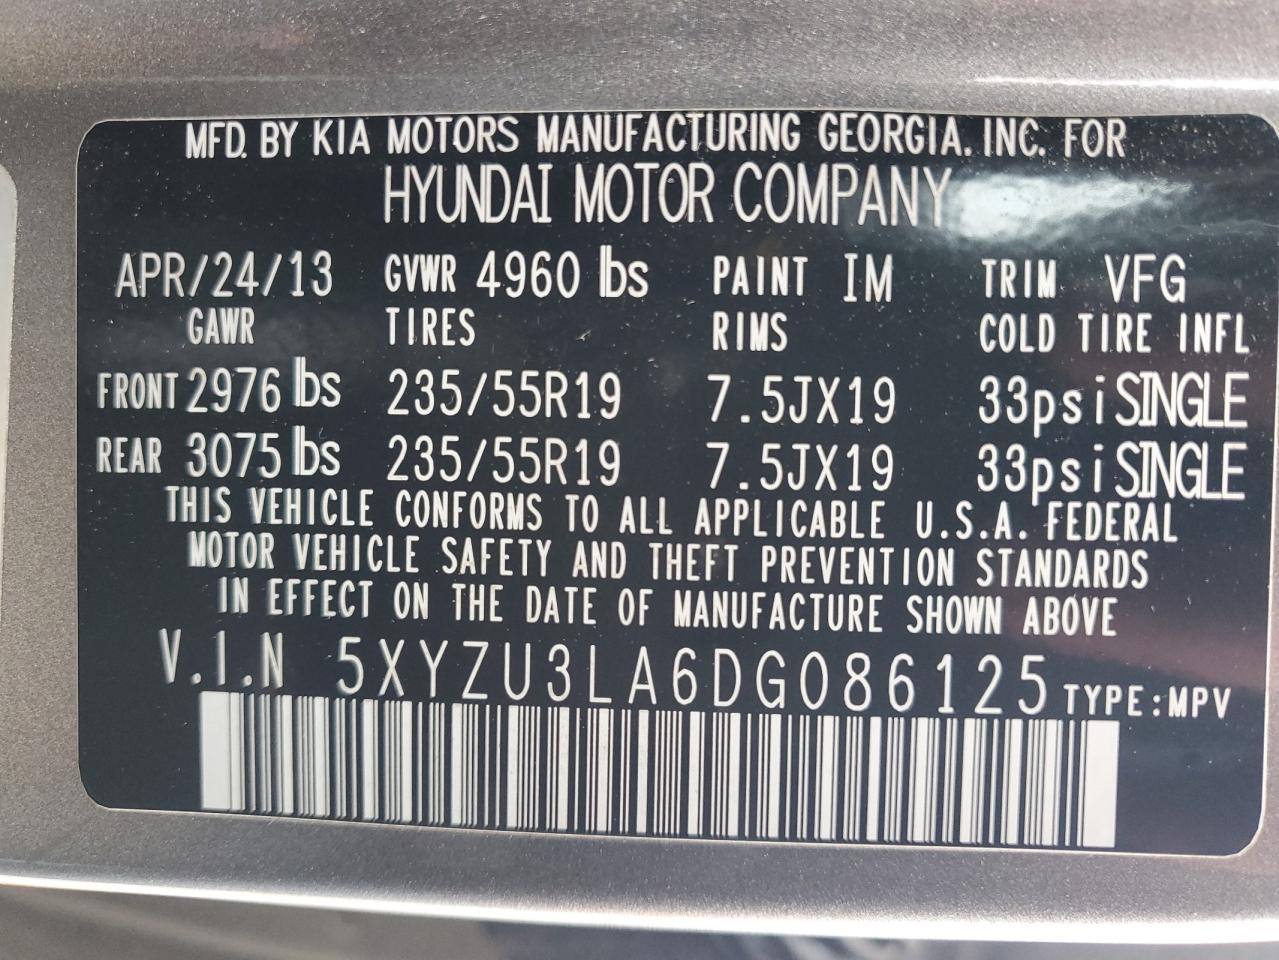 MFD. BY KIA MOTORS MANUFACTURING GEORGIA. INC. FOR
HYUNDAI MOTOR COMPANY
APR/24/13 GVWR 4960 lbs PAINT IM TRIM VFG
GAWR TIRES RIMS COLD TIRE INFL
FRONT 2976 lbs 235/55R19 7.5JX19 33psi SINGLE
REAR 3075 lbs 235/55R19 7.5JX19 33psi SINGLE
THIS VEHICLE CONFORMS TO ALL APPLICABLE U.S.A. FEDERAL
MOTOR VEHICLE SAFETY AND THEFT PREVENTION STANDARDS
IN EFFECT ON THE DATE OF MANUFACTURE SHOWN ABOVE
V.I.N 5XYZU3LA6DG086125 TYPE:MPV